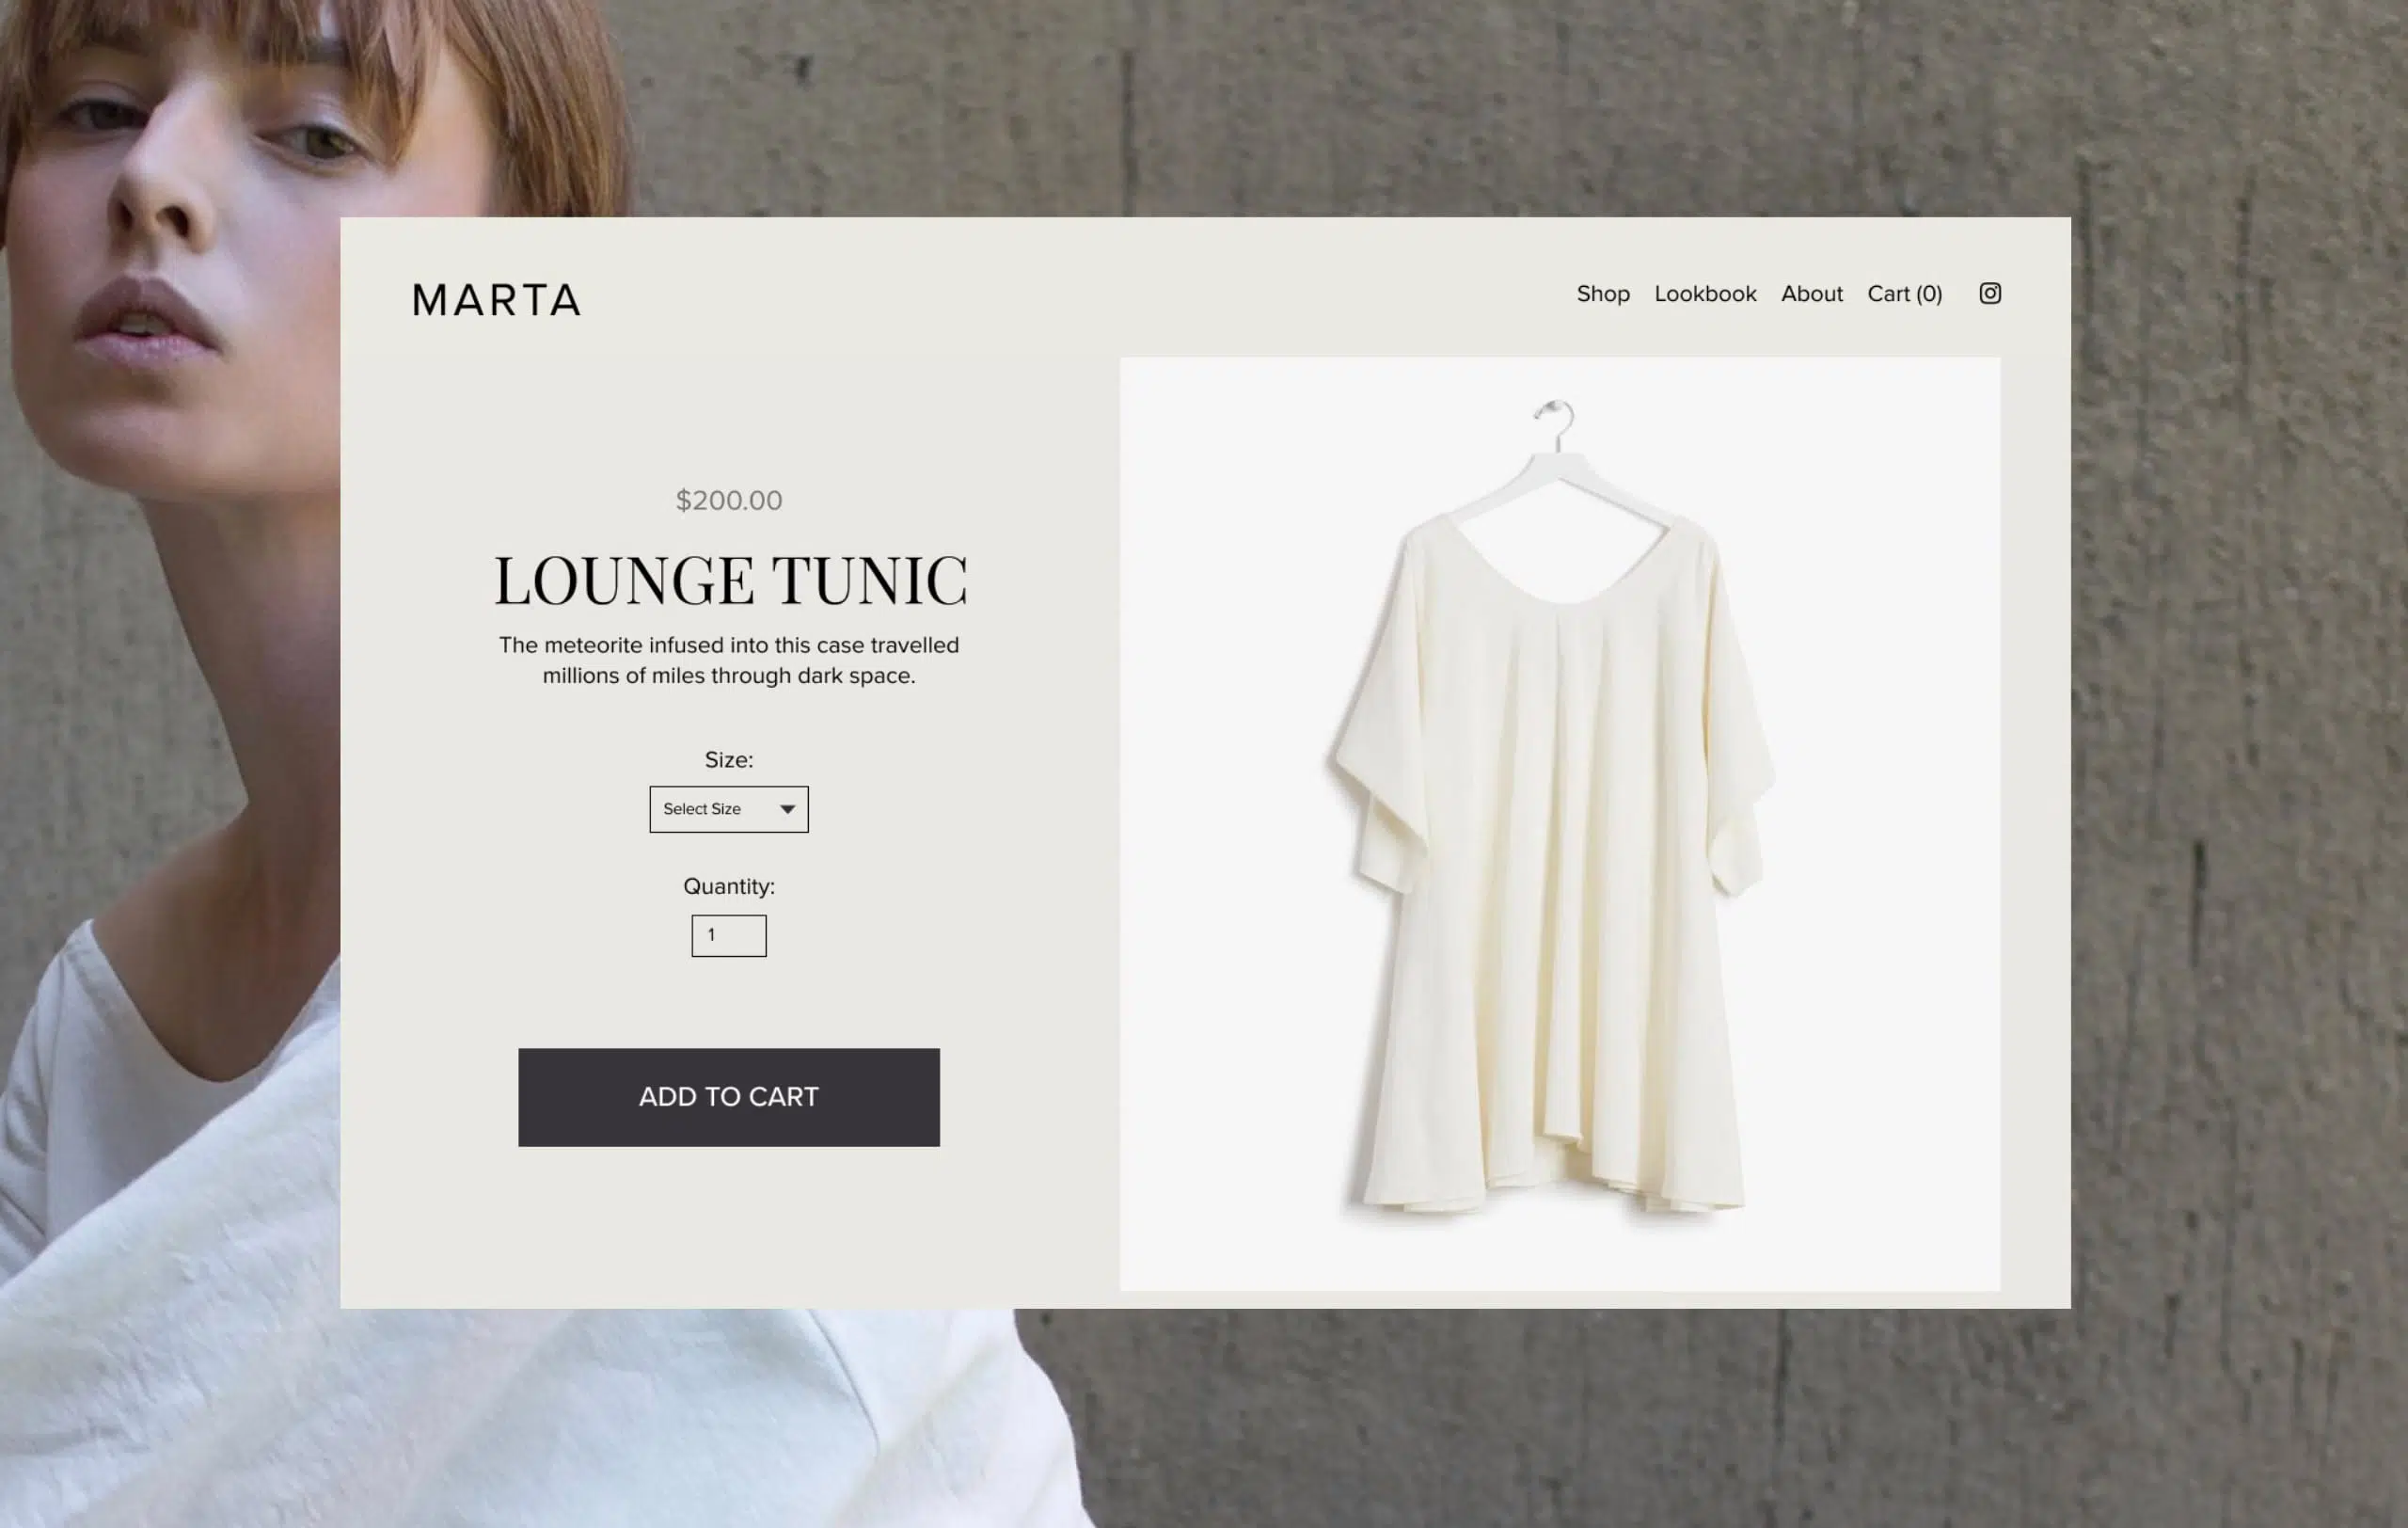 MARTA
Shop Lookbook About Cart (0)
$200.00
LOUNGE TUNIC
The meteorite infused into this case travelled
millions of miles through dark space.
Size:
Select Size
Quantity:
1
ADD TO CART